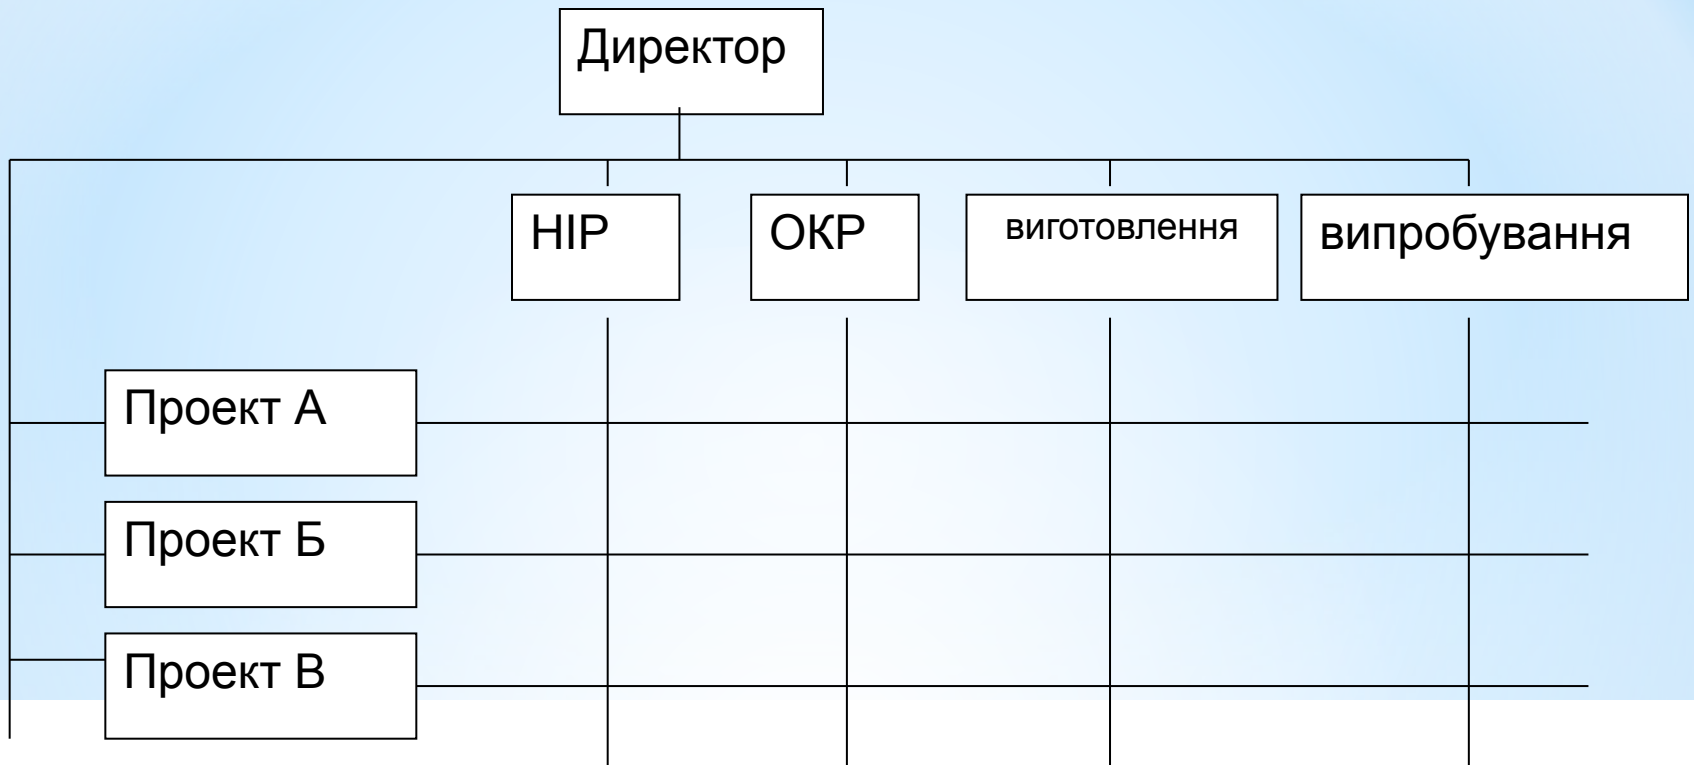 Директор
НІР
ОКР
виготовлення
випробування
Проект А
Проект Б
Проект В